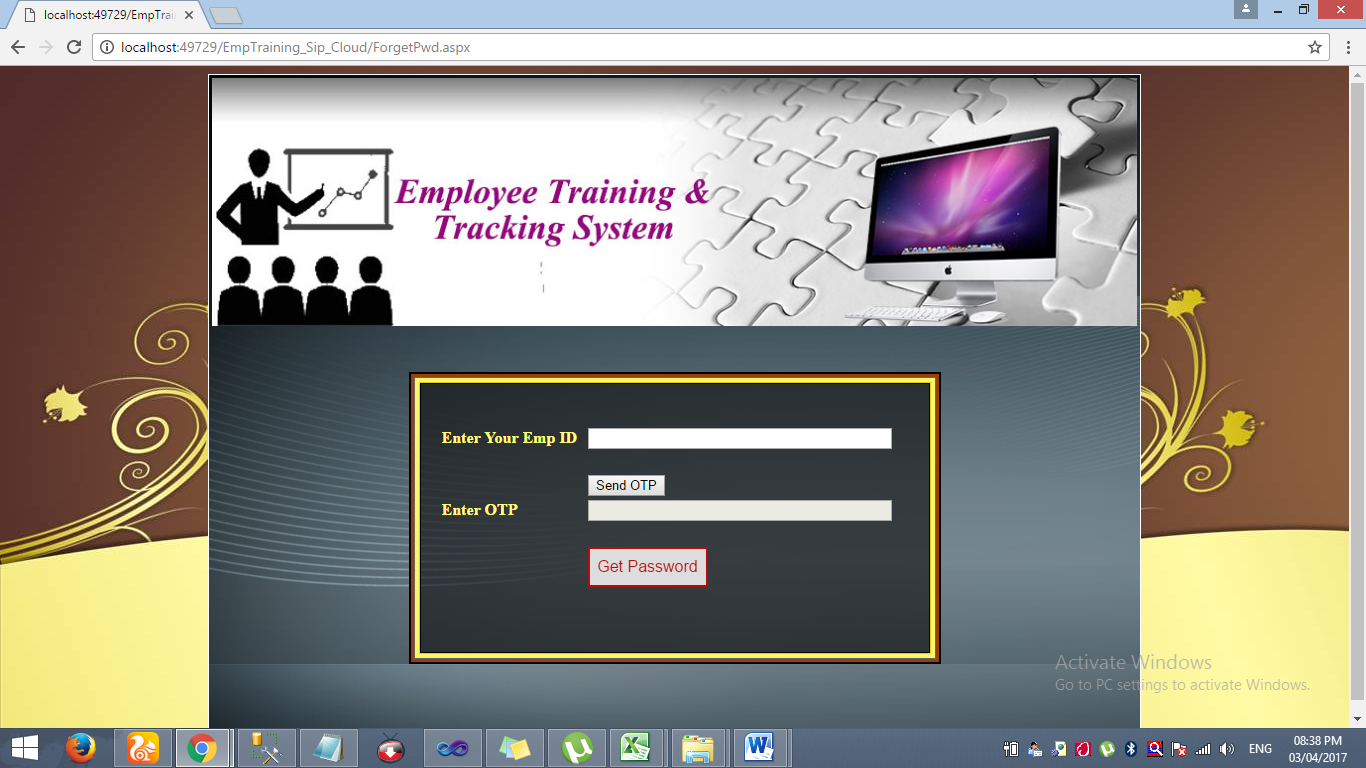 localhost:49729/EmpTrai
localhost:49729/EmpTraining_Sip_Cloud/ForgetPwd.aspx
Employee Training &
Tracking System
Enter Your Emp ID
Send OTP
Enter OTP
Get Password
Activate Windows
Go to PC settings to activate Windows.
ENG
08:38 PM
03/04/2017